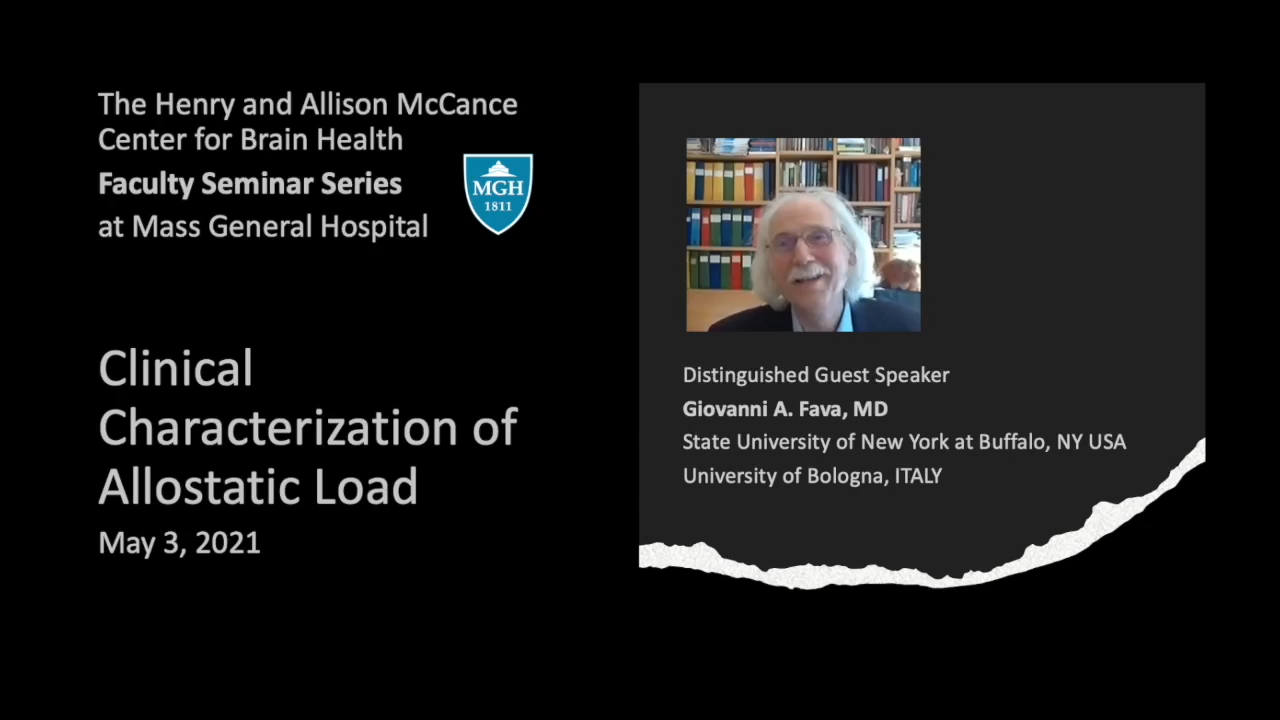 The Henry and Allison McCance
Center for Brain Health
Faculty Seminar Series
at Mass General Hospital
MGH
1811
Clinical
Characterization of
Allostatic Load
May 3, 2021
Distinguished Guest Speaker
Giovanni A. Fava, MD
State University of New York at Buffalo, NY USA
University of Bologna, ITALY